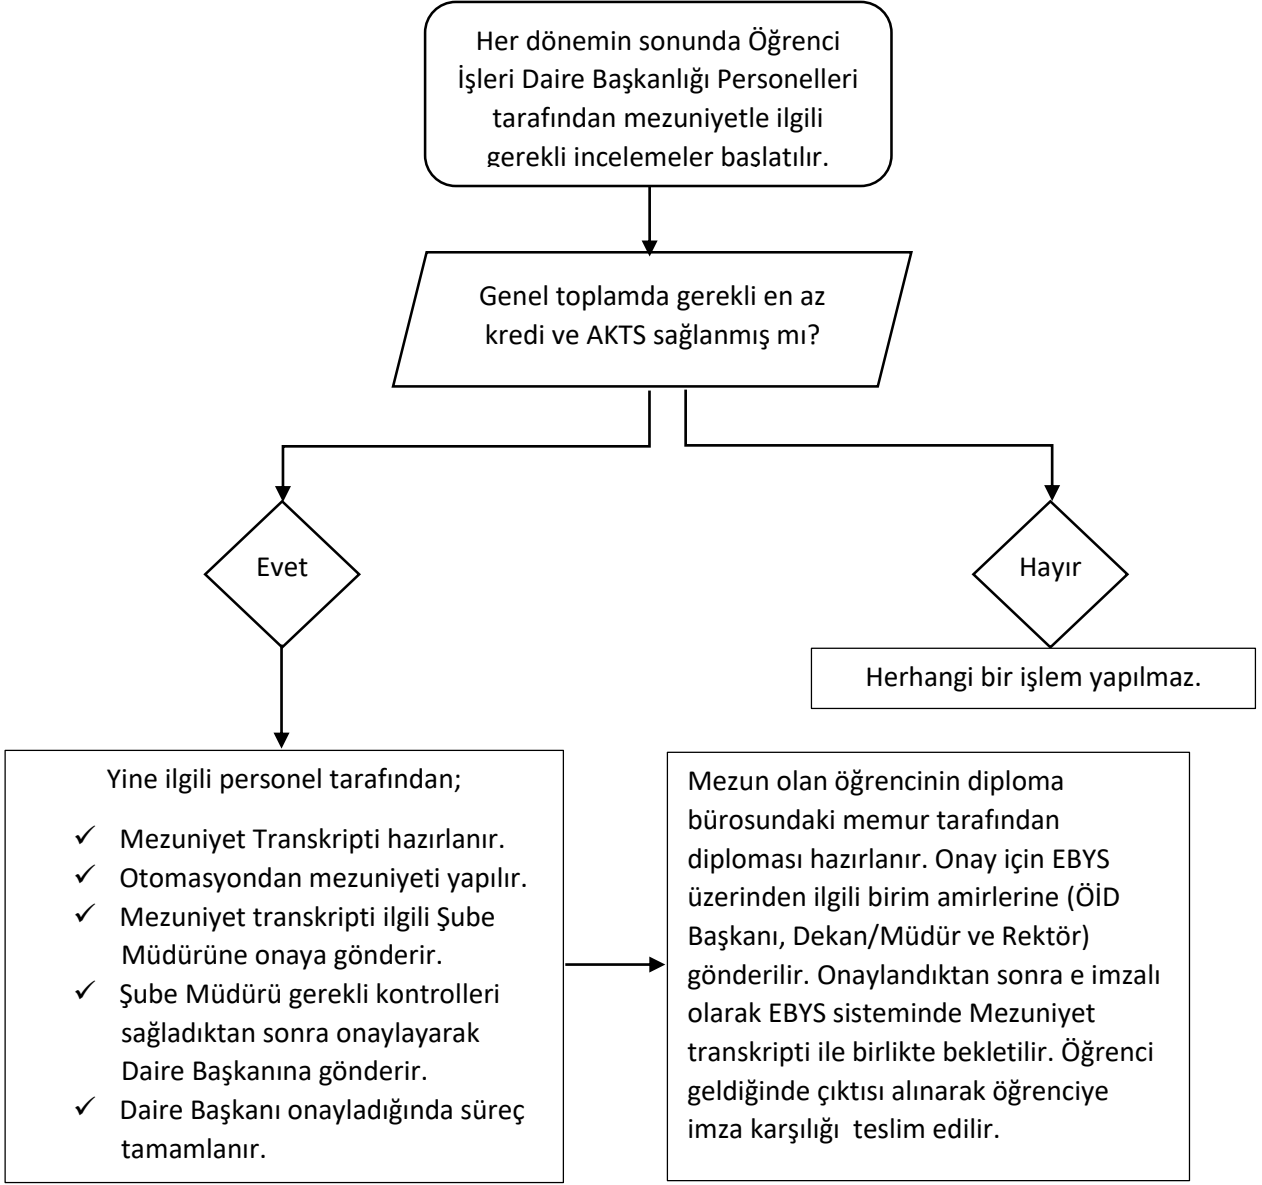 Her dönemin sonunda Öğrenci
İşleri Daire Başkanlığı Personelleri
tarafından mezuniyetle ilgili
gerekli incelemeler başlatılır.
Genel toplamda gerekli en az
kredi ve AKTS sağlanmış mı?
Evet
Hayır
Herhangi bir işlem yapılmaz.
Yine ilgili personel tarafından;
✓ Mezuniyet Transkripti hazırlanır.
✓ Otomasyondan mezuniyeti yapılır.
✓ Mezuniyet transkripti ilgili Şube
Müdürüne onaya gönderir.
✓ Şube Müdürü gerekli kontrolleri
sağladıktan sonra onaylayarak
Daire Başkanına gönderir.
✓ Daire Başkanı onayladığında süreç
tamamlanır.
Mezun olan öğrencinin diploma
bürosundaki memur tarafından
diploması hazırlanır. Onay için EBYS
üzerinden ilgili birim amirlerine (ÖİD
Başkanı, Dekan/Müdür ve Rektör)
gönderilir. Onaylandıktan sonra e imzalı
olarak EBYS sisteminde Mezuniyet
transkripti ile birlikte bekletilir. Öğrenci
geldiğinde çıktısı alınarak öğrenciye
imza karşılığı  teslim edilir.